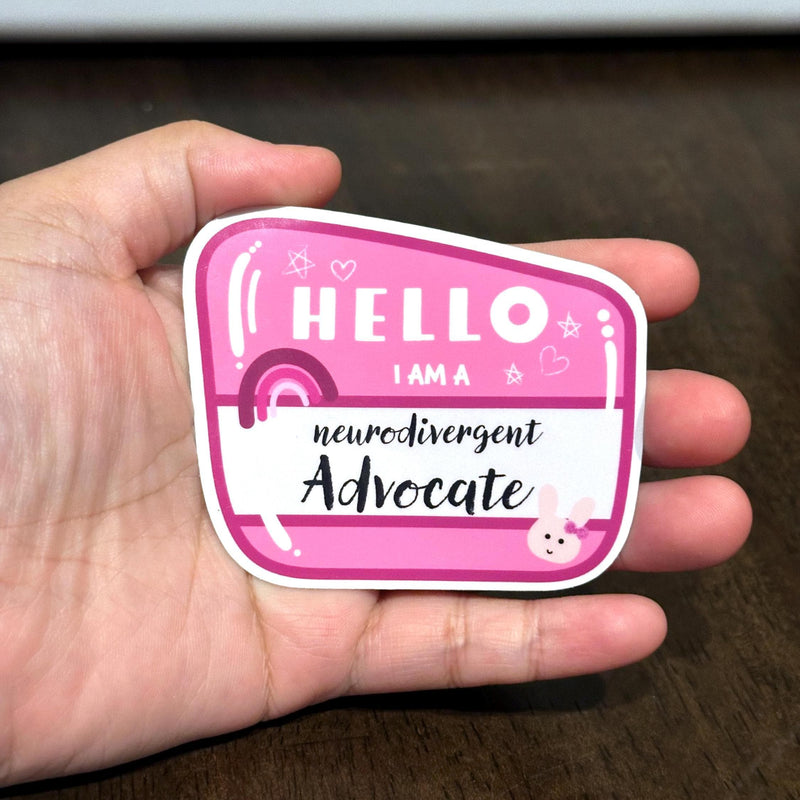 HELLO
I AM A
neurodivergent
Advocate